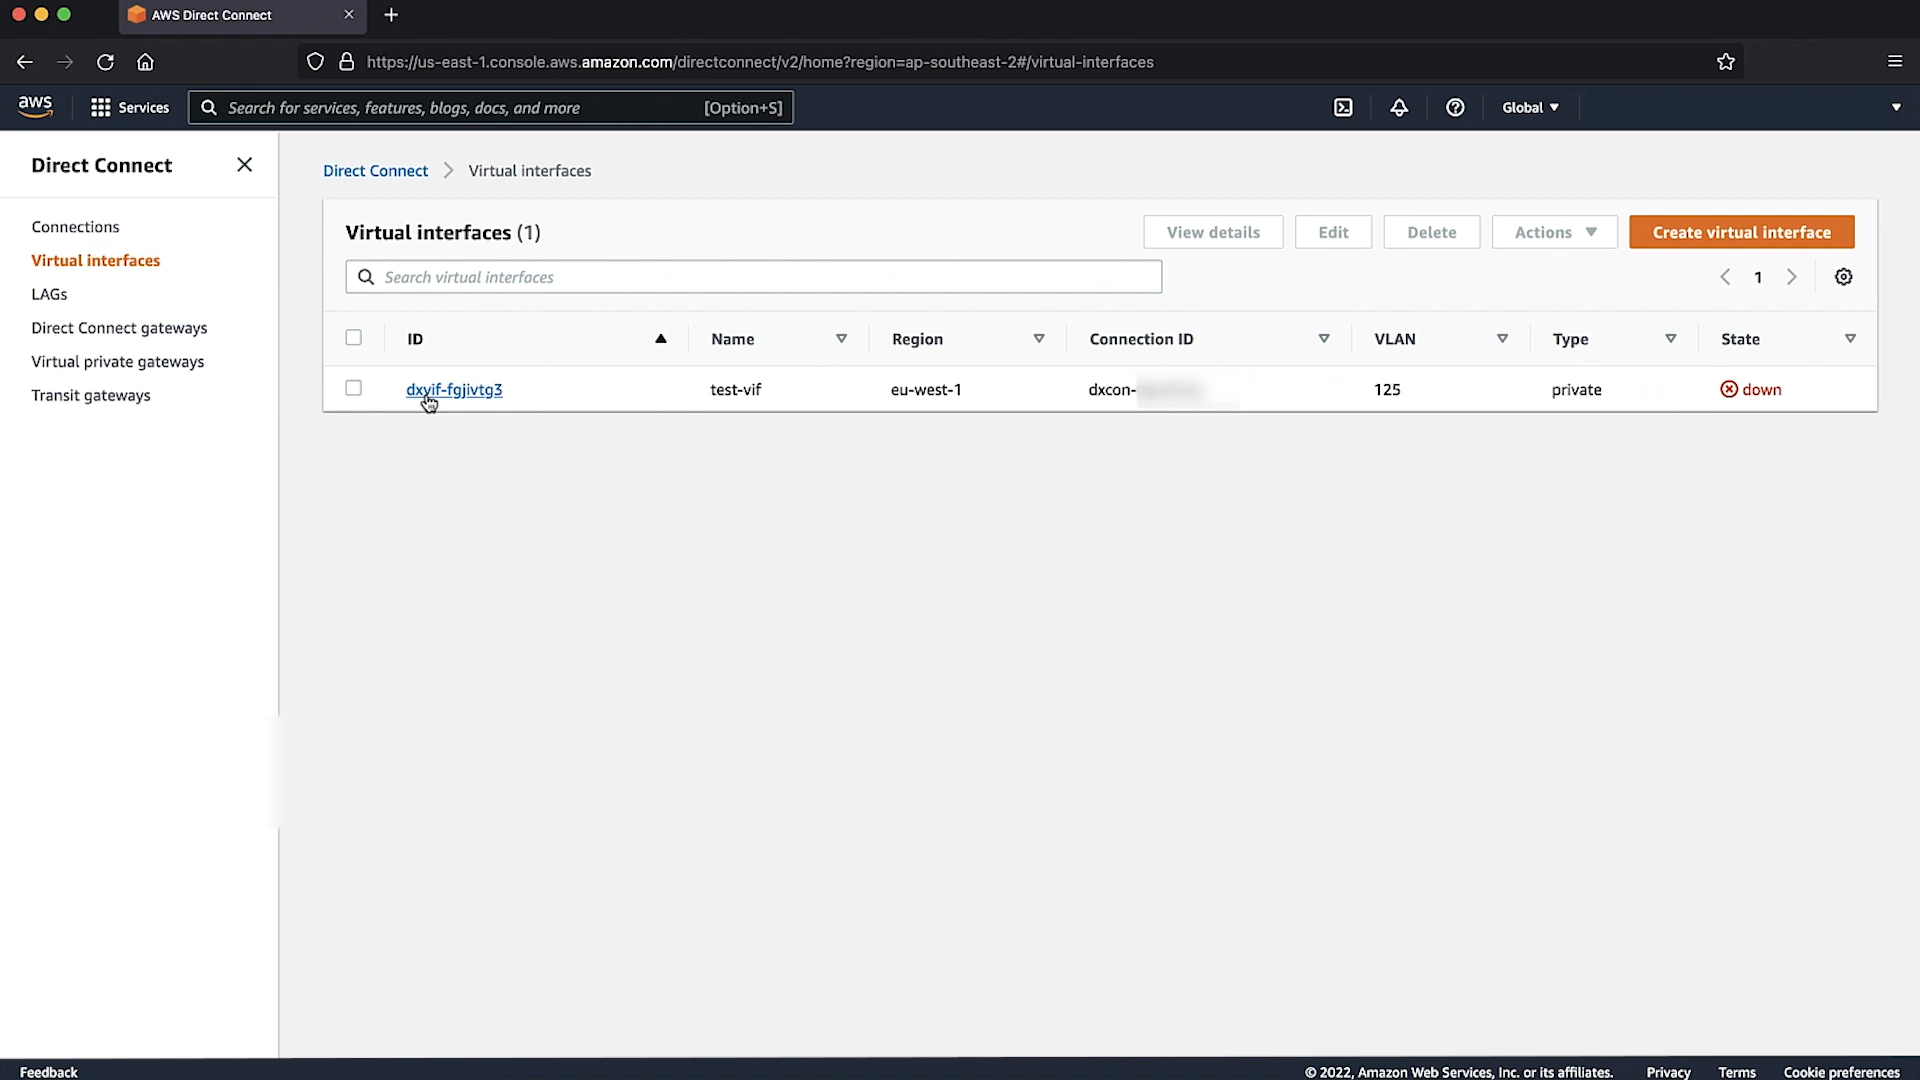 AWS Direct Connect
https://us-east-1.console.aws.amazon.com/directconnect/v2/home?region=ap-southeast-2#/virtual-interfaces
aws
Services
Search for services, features, blogs, docs, and more
[Option+S]
Global
Direct Connect
Connections
Virtual interfaces
LAGs
Direct Connect gateways
Virtual private gateways
Transit gateways
Direct Connect > Virtual interfaces
Virtual interfaces (1)
View details
Edit
Delete
Actions
Create virtual interface
Search virtual interfaces
1
ID Name Region Connection ID VLAN Type State
dxvif-fgjivtg3 test-vif eu-west-1 dxcon- 125 private down
Feedback
© 2022, Amazon Web Services, Inc. or its affiliates. Privacy Terms Cookie preferences